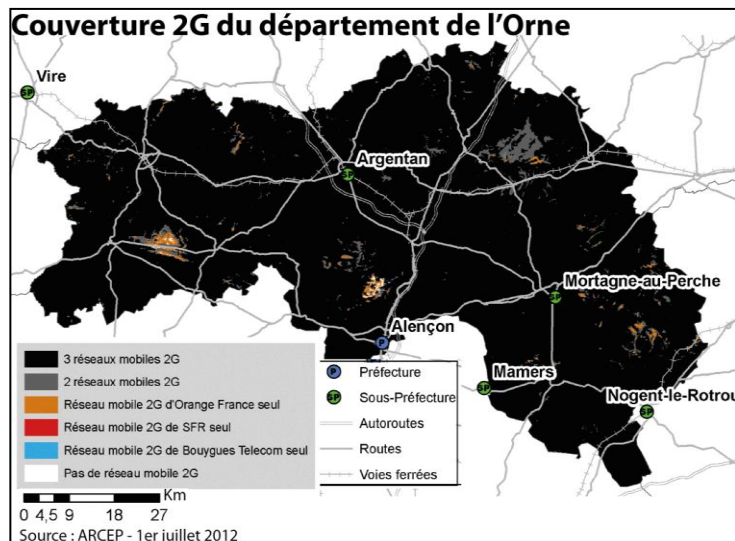 Couverture 2G du département de l'Orne
Vire
SP
Argentan
SP
Mortagne-au-Perche
SP
Alençon
P
Mamers
SP
Nogent-le-Rotrou
SP
3 réseaux mobiles 2G
2 réseaux mobiles 2G
Réseau mobile 2G d'Orange France seul
Réseau mobile 2G de SFR seul
Réseau mobile 2G de Bouygues Telecom seul
Pas de réseau mobile 2G
P Préfecture
SP Sous-Préfecture
Autoroutes
Routes
Voies ferrées
Km
0 4,5 9 18 27
Source : ARCEP - 1er juillet 2012